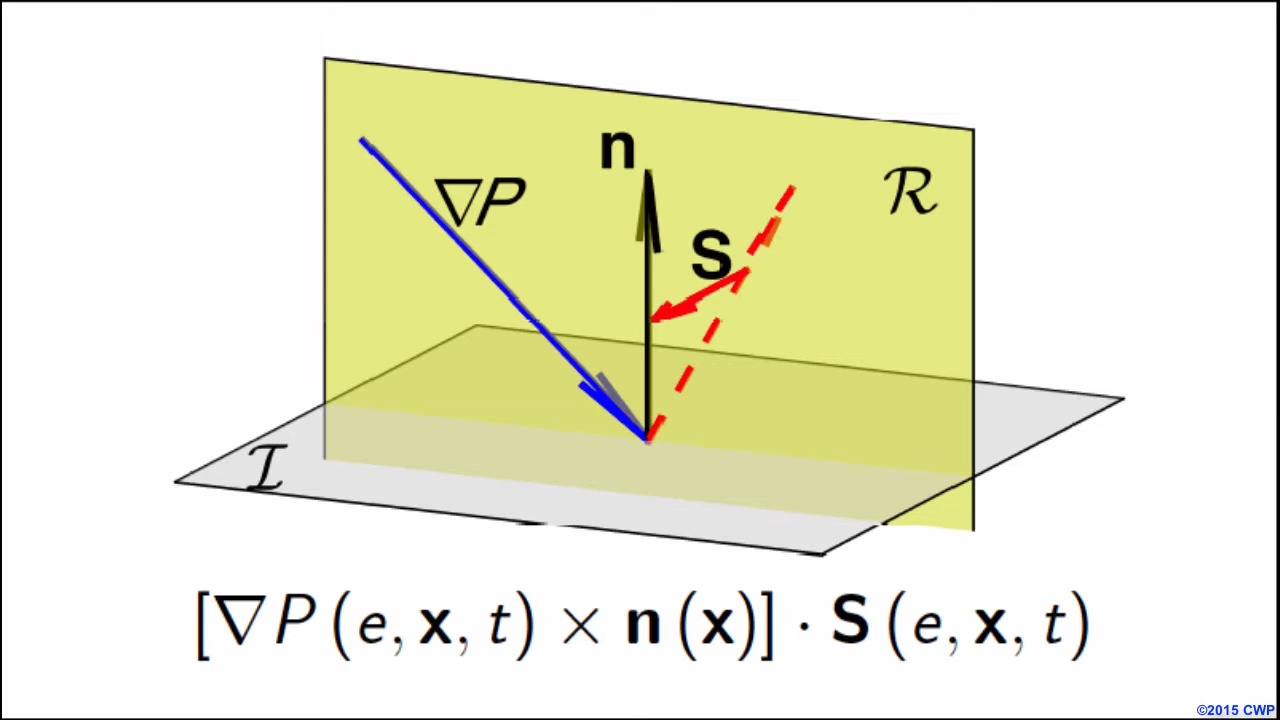 n
∇P
ℛ
S
ℐ
[∇P(e, x, t) × n(x)] · S(e, x, t)
©2015 CWP